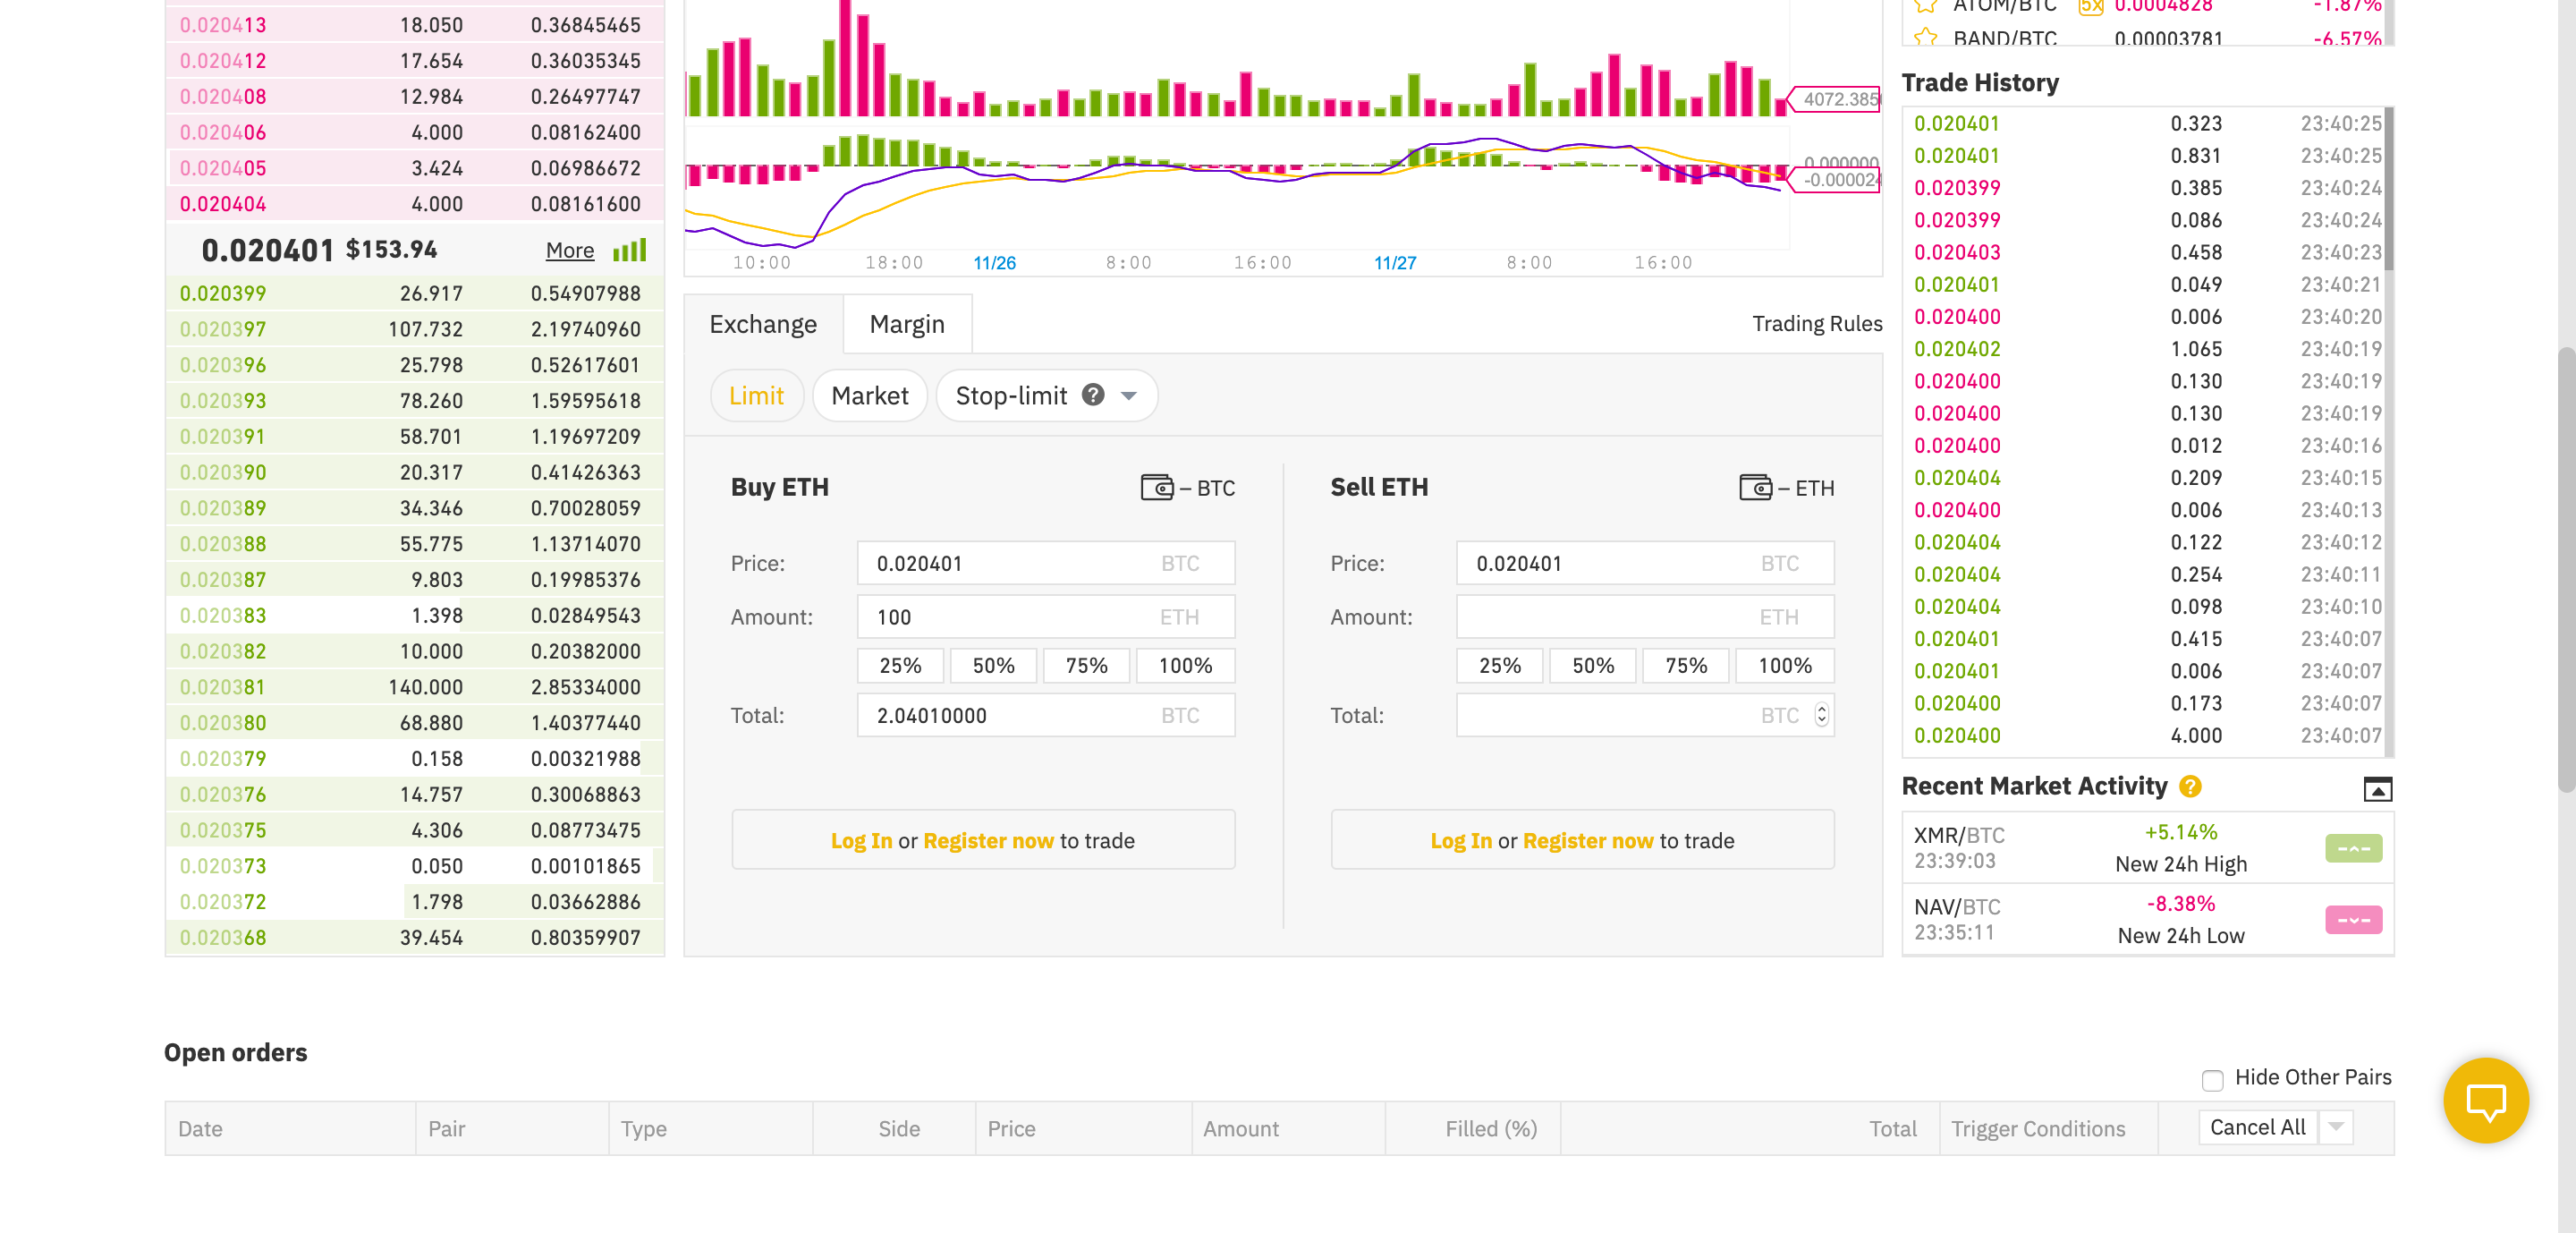 0.020413 18.050 0.36845465
0.020412 17.654 0.36035345
0.020408 12.984 0.26497747
0.020406 4.000 0.08162400
0.020405 3.424 0.06986672
0.020404 4.000 0.08161600
0.020401 $153.94 More
0.020399 26.917 0.54907988
0.020397 107.732 2.19740960
0.020396 25.798 0.52617601
0.020393 78.260 1.59595618
0.020391 58.701 1.19697209
0.020390 20.317 0.41426363
0.020389 34.346 0.70028059
0.020388 55.775 1.13714070
0.020387 9.803 0.19985376
0.020383 1.398 0.02849543
0.020382 10.000 0.20382000
0.020381 140.000 2.85334000
0.020380 68.880 1.40377440
0.020379 0.158 0.00321988
0.020376 14.757 0.30068863
0.020375 4.306 0.08773475
0.020373 0.050 0.00101865
0.020372 1.798 0.03662886
0.020368 39.454 0.80359907
4072.385
0.000000
-0.000024
10:00 18:00 11/26 8:00 16:00 11/27 8:00 16:00
Exchange Margin Trading Rules
Limit Market Stop-limit ?
Buy ETH – BTC
Price: 0.020401 BTC
Amount: 100 ETH
25% 50% 75% 100%
Total: 2.04010000 BTC
Log In or Register now to trade
Sell ETH – ETH
Price: 0.020401 BTC
Amount: ETH
25% 50% 75% 100%
Total: BTC
Log In or Register now to trade
ATOM/BTC 5x 0.0004828 -1.87%
BAND/BTC 0.00003781 -6.57%
Trade History
0.020401 0.323 23:40:25
0.020401 0.831 23:40:25
0.020399 0.385 23:40:24
0.020399 0.086 23:40:24
0.020403 0.458 23:40:23
0.020401 0.049 23:40:21
0.020400 0.006 23:40:20
0.020402 1.065 23:40:19
0.020400 0.130 23:40:19
0.020400 0.130 23:40:19
0.020400 0.012 23:40:16
0.020404 0.209 23:40:15
0.020400 0.006 23:40:13
0.020404 0.122 23:40:12
0.020404 0.254 23:40:11
0.020404 0.098 23:40:10
0.020401 0.415 23:40:07
0.020401 0.006 23:40:07
0.020400 0.173 23:40:07
0.020400 4.000 23:40:07
Recent Market Activity ?
XMR/BTC +5.14%
23:39:03 New 24h High
NAV/BTC -8.38%
23:35:11 New 24h Low
Open orders
Hide Other Pairs
Date Pair Type Side Price Amount Filled (%) Total Trigger Conditions Cancel All